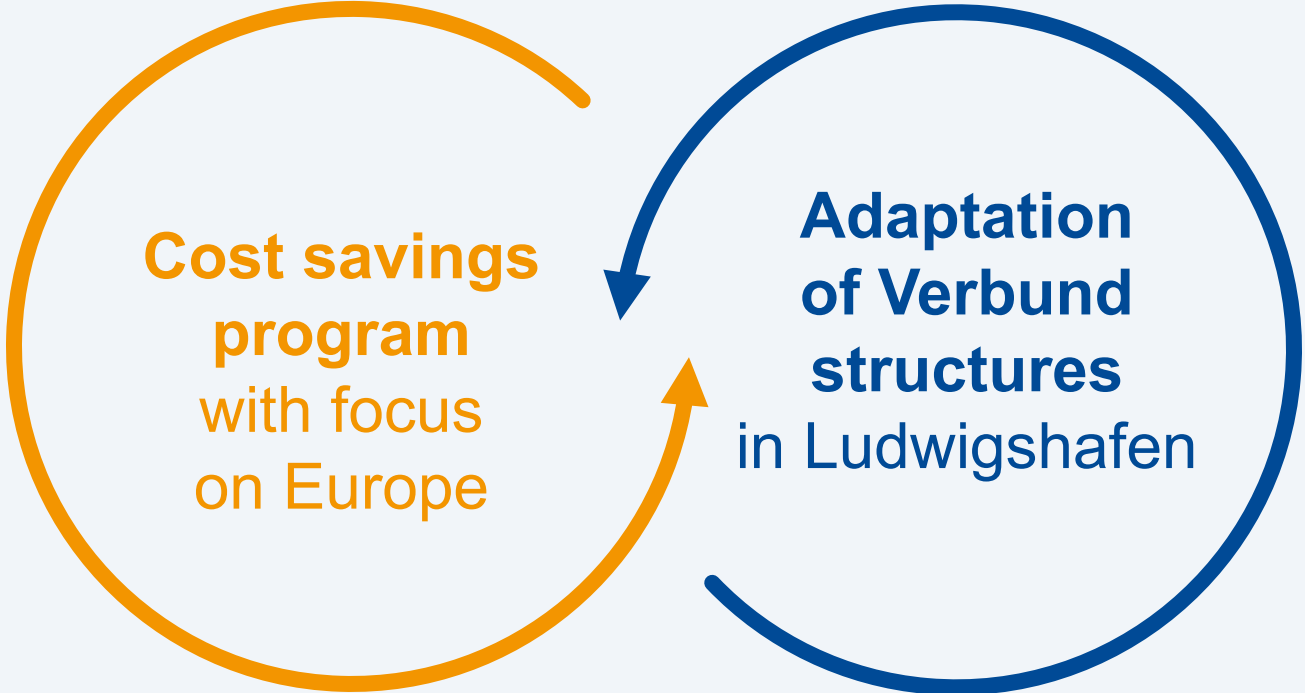 Cost savings
program
with focus
on Europe
Adaptation
of Verbund
structures
in Ludwigshafen